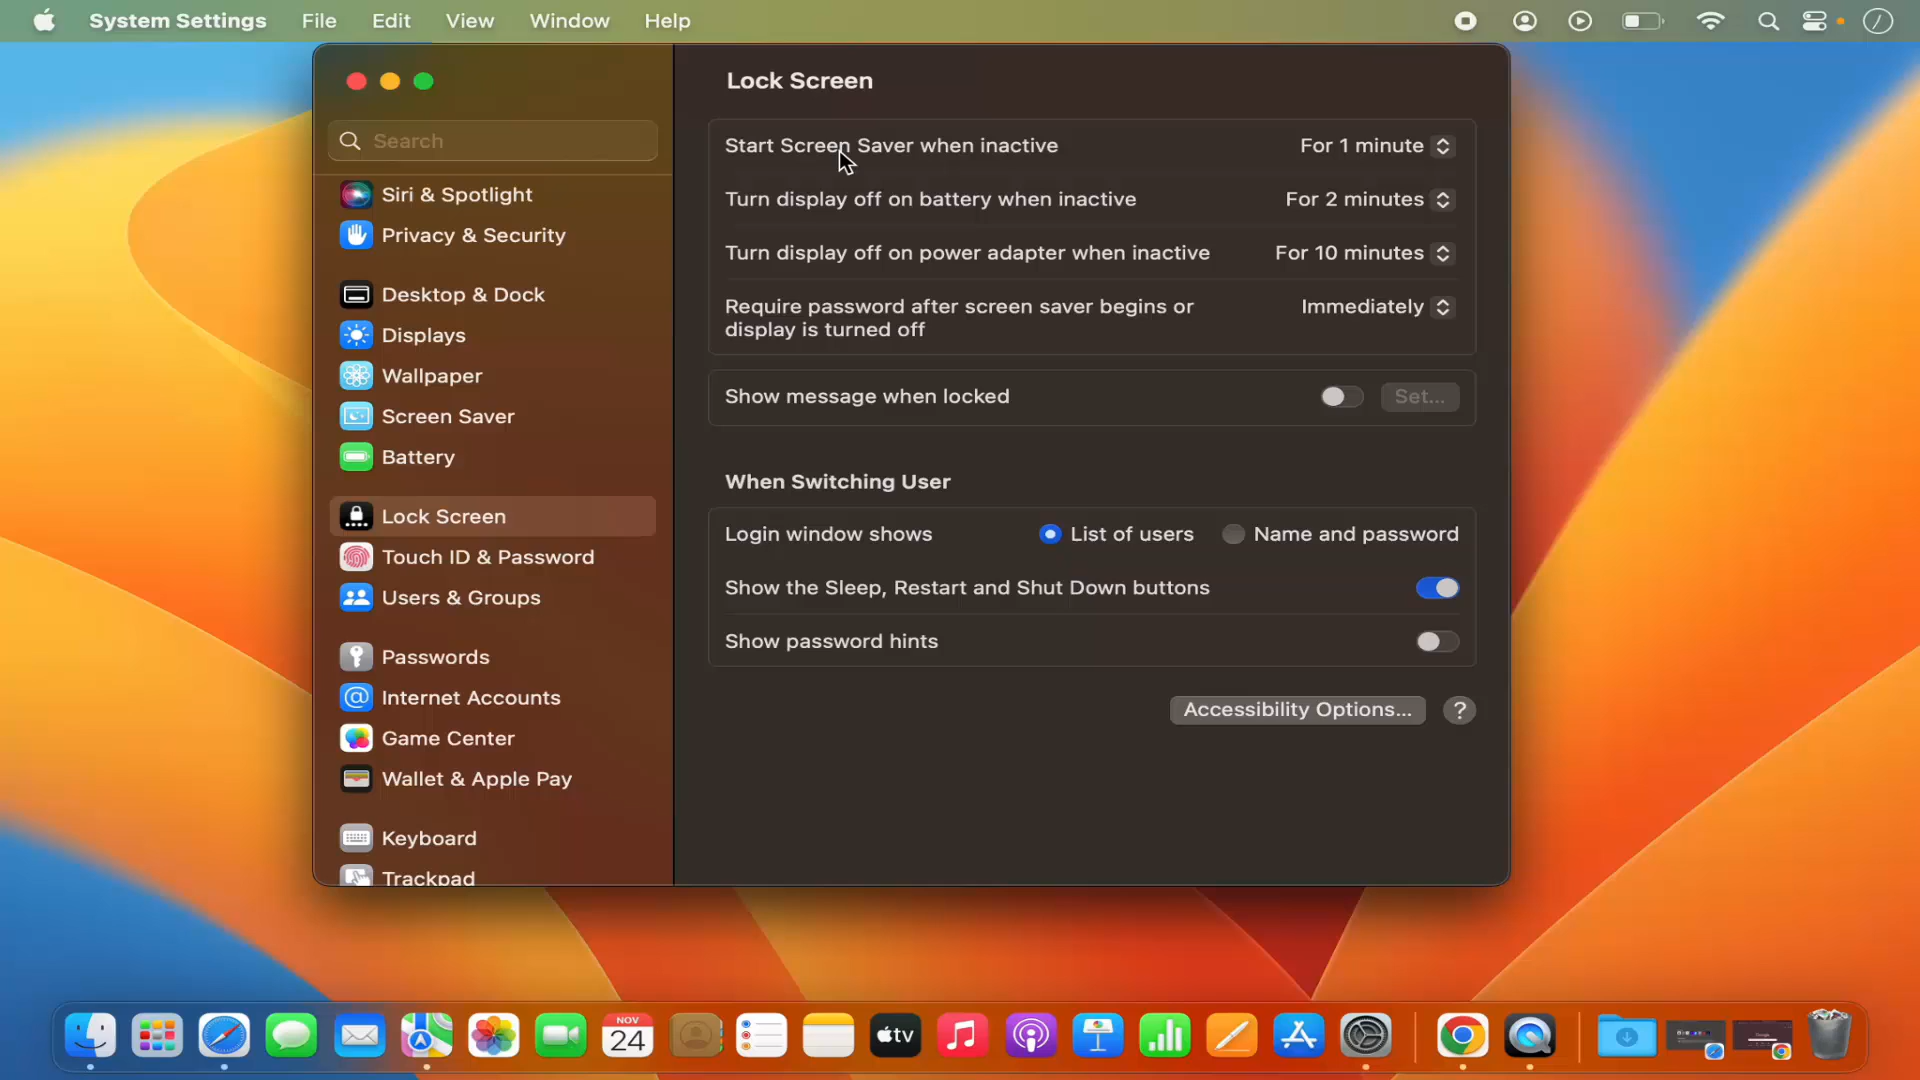 System Settings File Edit View Window Help
Lock Screen
Search
Siri & Spotlight
Privacy & Security
Desktop & Dock
Displays
Wallpaper
Screen Saver
Battery
Lock Screen
Touch ID & Password
Users & Groups
Passwords
Internet Accounts
Game Center
Wallet & Apple Pay
Keyboard
Trackpad
Start Screen Saver when inactive For 1 minute
Turn display off on battery when inactive For 2 minutes
Turn display off on power adapter when inactive For 10 minutes
Require password after screen saver begins or Immediately
display is turned off
Show message when locked Set...
When Switching User
Login window shows List of users Name and password
Show the Sleep, Restart and Shut Down buttons
Show password hints
Accessibility Options... ?
NOV
24
tv